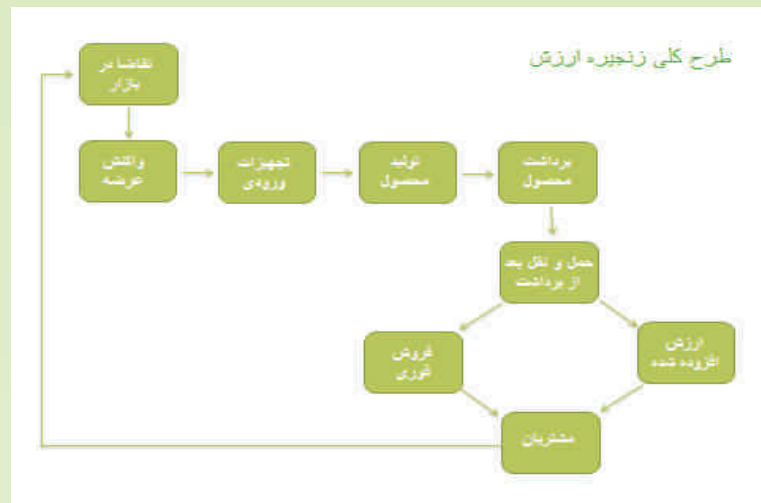 طرح کلی زنجیره ارزش
تقاضا در
بازار
واکنش
عرضه
تجهیزات
ورودی
تولید
محصول
برداشت
محصول
حمل و نقل بعد
از برداشت
فروش
فوری
ارزش
افزوده شده
مشتریان